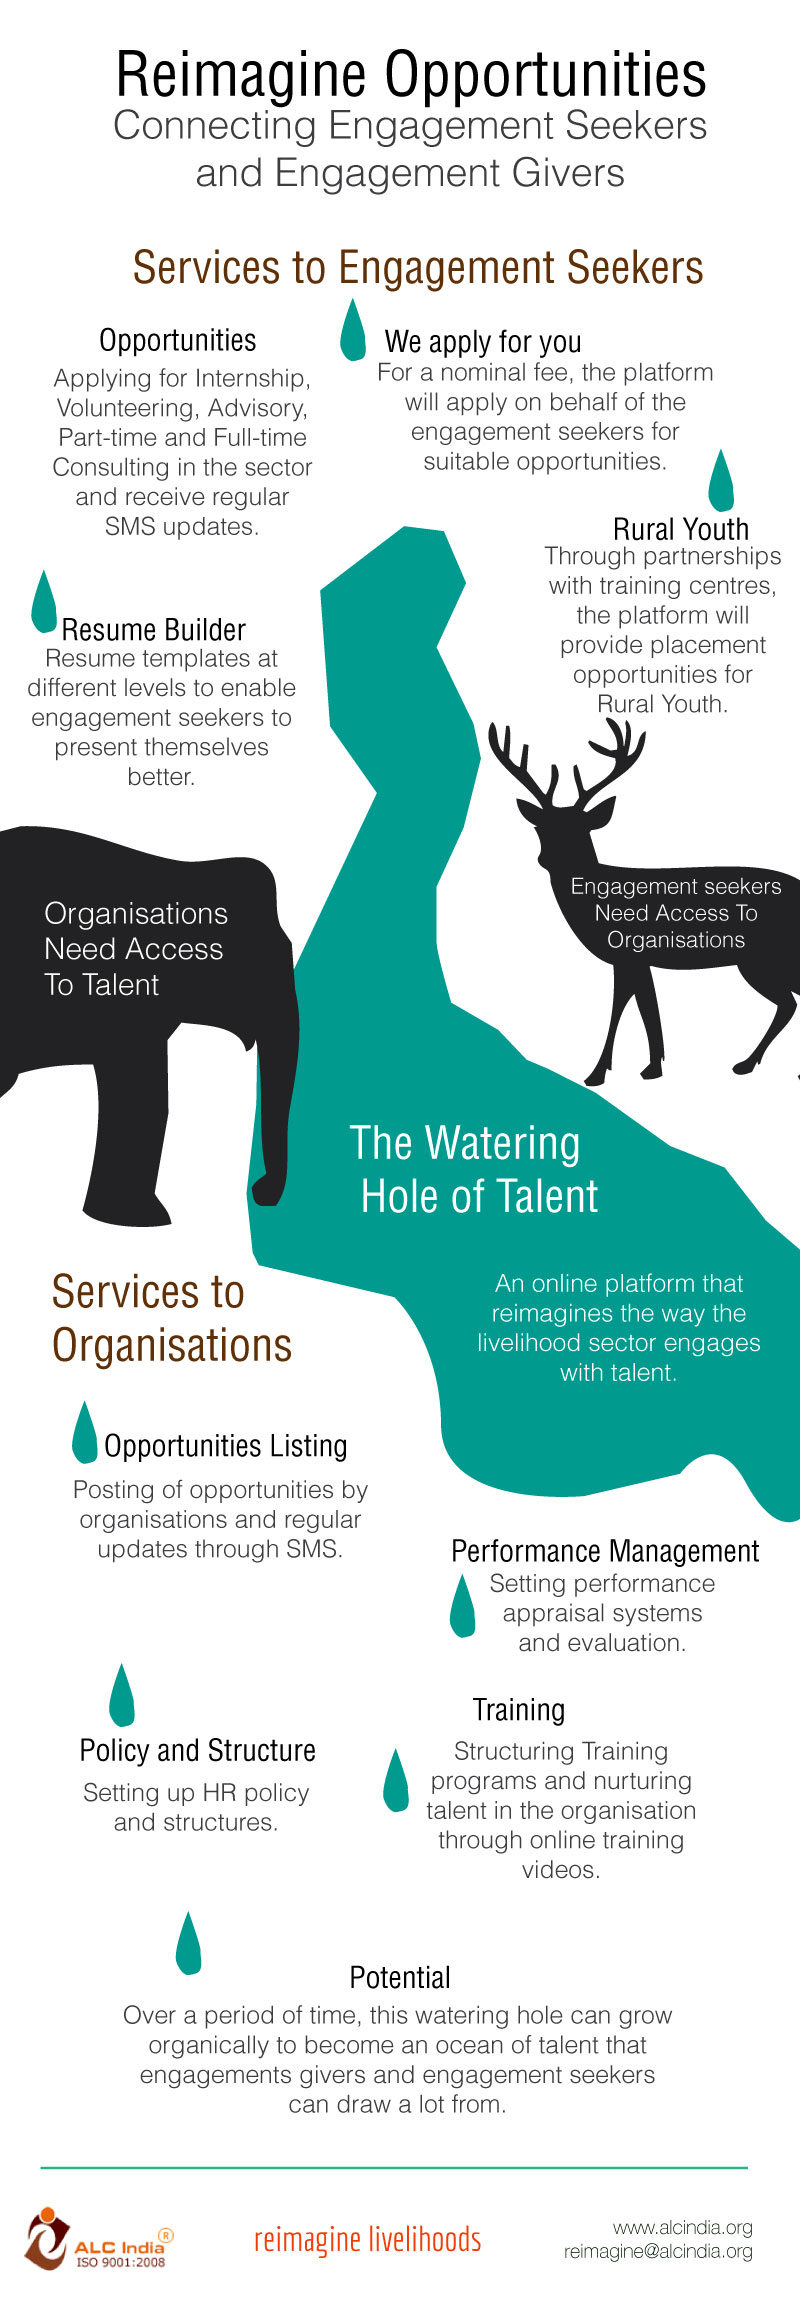 Reimagine Opportunities
Connecting Engagement Seekers
and Engagement Givers
Services to Engagement Seekers
Opportunities
Applying for Internship,
Volunteering, Advisory,
Part-time and Full-time
Consulting in the sector
and receive regular
SMS updates.
We apply for you
For a nominal fee, the platform
will apply on behalf of the
engagement seekers for
suitable opportunities.
Rural Youth
Through partnerships
with training centres,
the platform will
provide placement
opportunities for
Rural Youth.
Resume Builder
Resume templates at
different levels to enable
engagement seekers to
present themselves
better.
Organisations
Need Access
To Talent
Engagement seekers
Need Access To
Organisations
The Watering
Hole of Talent
An online platform that
reimagines the way the
livelihood sector engages
with talent.
Services to
Organisations
Opportunities Listing
Posting of opportunities by
organisations and regular
updates through SMS.
Performance Management
Setting performance
appraisal systems
and evaluation.
Policy and Structure
Setting up HR policy
and structures.
Training
Structuring Training
programs and nurturing
talent in the organisation
through online training
videos.
Potential
Over a period of time, this watering hole can grow
organically to become an ocean of talent that
engagements givers and engagement seekers
can draw a lot from.
ALC India ®
ISO 9001:2008
reimagine livelihoods
www.alcindia.org
reimagine@alcindia.org